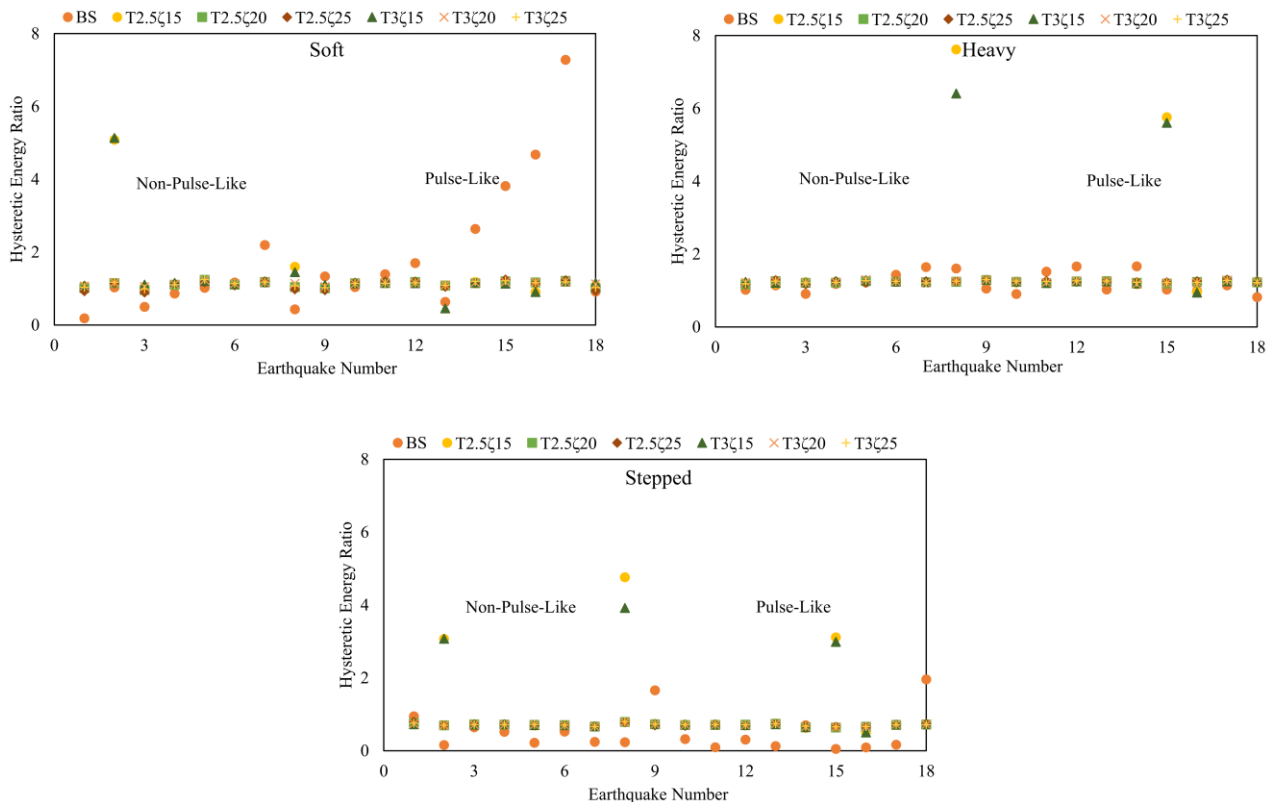 BS T2.5ζ15 T2.5ζ20 T2.5ζ25 T3ζ15 T3ζ20 T3ζ25
8
Soft
6
4
2
0
Hysteretic Energy Ratio
Non-Pulse-Like
Pulse-Like
0 3 6 9 12 15 18
Earthquake Number
BS T2.5ζ15 T2.5ζ20 T2.5ζ25 T3ζ15 T3ζ20 T3ζ25
8
Heavy
6
4
2
0
Hysteretic Energy Ratio
Non-Pulse-Like
Pulse-Like
0 3 6 9 12 15 18
Earthquake Number
BS T2.5ζ15 T2.5ζ20 T2.5ζ25 T3ζ15 T3ζ20 T3ζ25
8
Stepped
6
4
2
0
Hysteretic Energy Ratio
Non-Pulse-Like
Pulse-Like
0 3 6 9 12 15 18
Earthquake Number